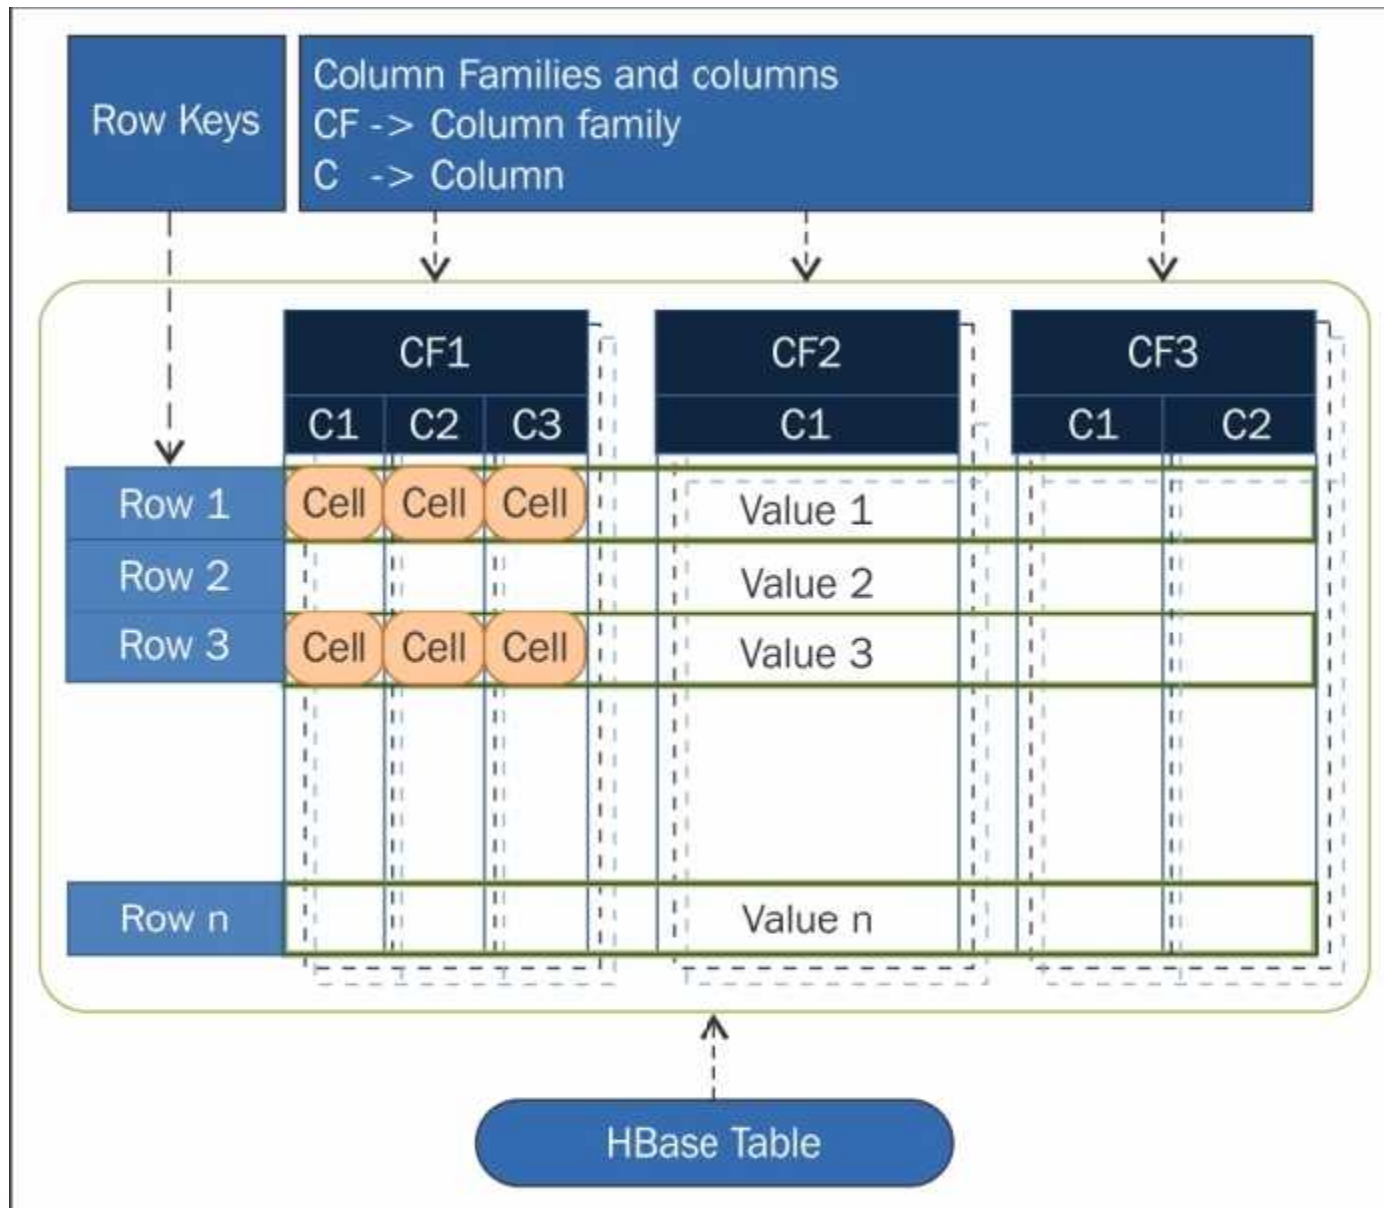 Row Keys
Column Families and columns
CF -> Column family
C -> Column
CF1
CF2
CF3
C1
C2
C3
C1
C1
C2
Row 1
Cell
Cell
Cell
Value 1
Row 2
Value 2
Row 3
Cell
Cell
Cell
Value 3
Row n
Value n
HBase Table